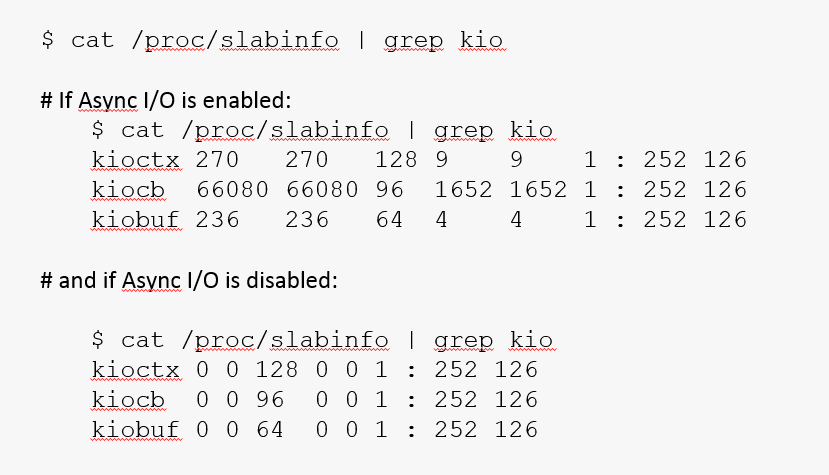 $ cat /proc/slabinfo | grep kio
# If Async I/O is enabled:
$ cat /proc/slabinfo | grep kio
kioctx 270 270 128 9 9 1 : 252 126
kiocb 66080 66080 96 1652 1652 1 : 252 126
kiobuf 236 236 64 4 4 1 : 252 126
# and if Async I/O is disabled:
$ cat /proc/slabinfo | grep kio
kioctx 0 0 128 0 0 1 : 252 126
kiocb 0 0 96 0 0 1 : 252 126
kiobuf 0 0 64 0 0 1 : 252 126